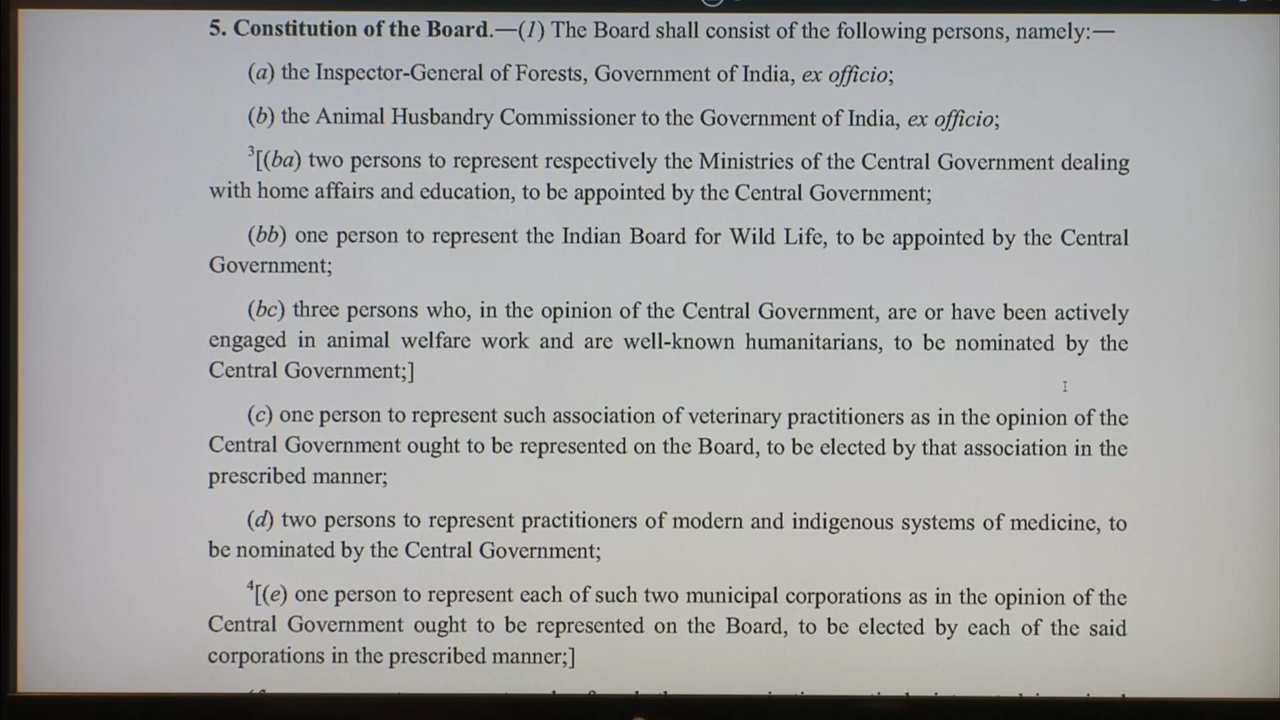 5. Constitution of the Board.—(1) The Board shall consist of the following persons, namely:—
(a) the Inspector-General of Forests, Government of India, ex officio;
(b) the Animal Husbandry Commissioner to the Government of India, ex officio;
³[(ba) two persons to represent respectively the Ministries of the Central Government dealing
with home affairs and education, to be appointed by the Central Government;
(bb) one person to represent the Indian Board for Wild Life, to be appointed by the Central
Government;
(bc) three persons who, in the opinion of the Central Government, are or have been actively
engaged in animal welfare work and are well-known humanitarians, to be nominated by the
Central Government;]
(c) one person to represent such association of veterinary practitioners as in the opinion of the
Central Government ought to be represented on the Board, to be elected by that association in the
prescribed manner;
(d) two persons to represent practitioners of modern and indigenous systems of medicine, to
be nominated by the Central Government;
⁴[(e) one person to represent each of such two municipal corporations as in the opinion of the
Central Government ought to be represented on the Board, to be elected by each of the said
corporations in the prescribed manner;]